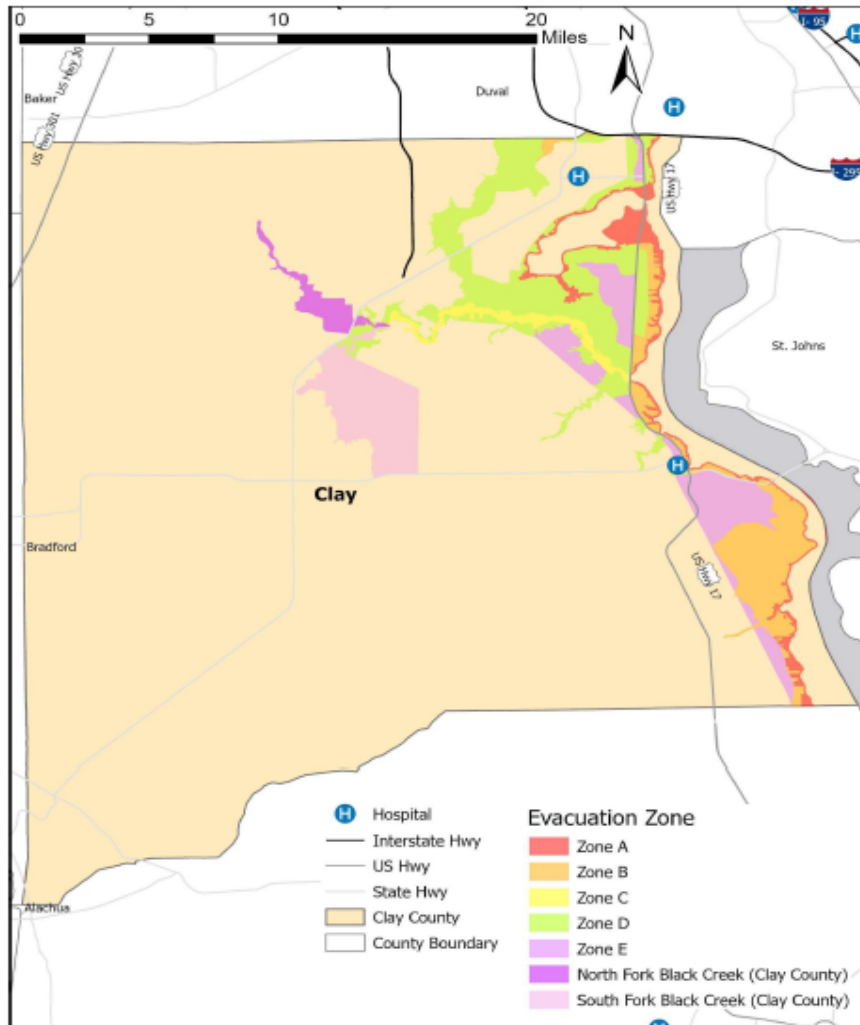 0 5 10 20
Miles
N
I-95
H
Baker
US Hwy 30
Duval
H
US Hwy 301
H
US Hwy 17
I-295
St. Johns
H
Clay
Bradford
US Hwy 17
H Hospital
Interstate Hwy
US Hwy
State Hwy
Clay County
County Boundary
Evacuation Zone
Zone A
Zone B
Zone C
Zone D
Zone E
North Fork Black Creek (Clay County)
South Fork Black Creek (Clay County)
Alachua
H